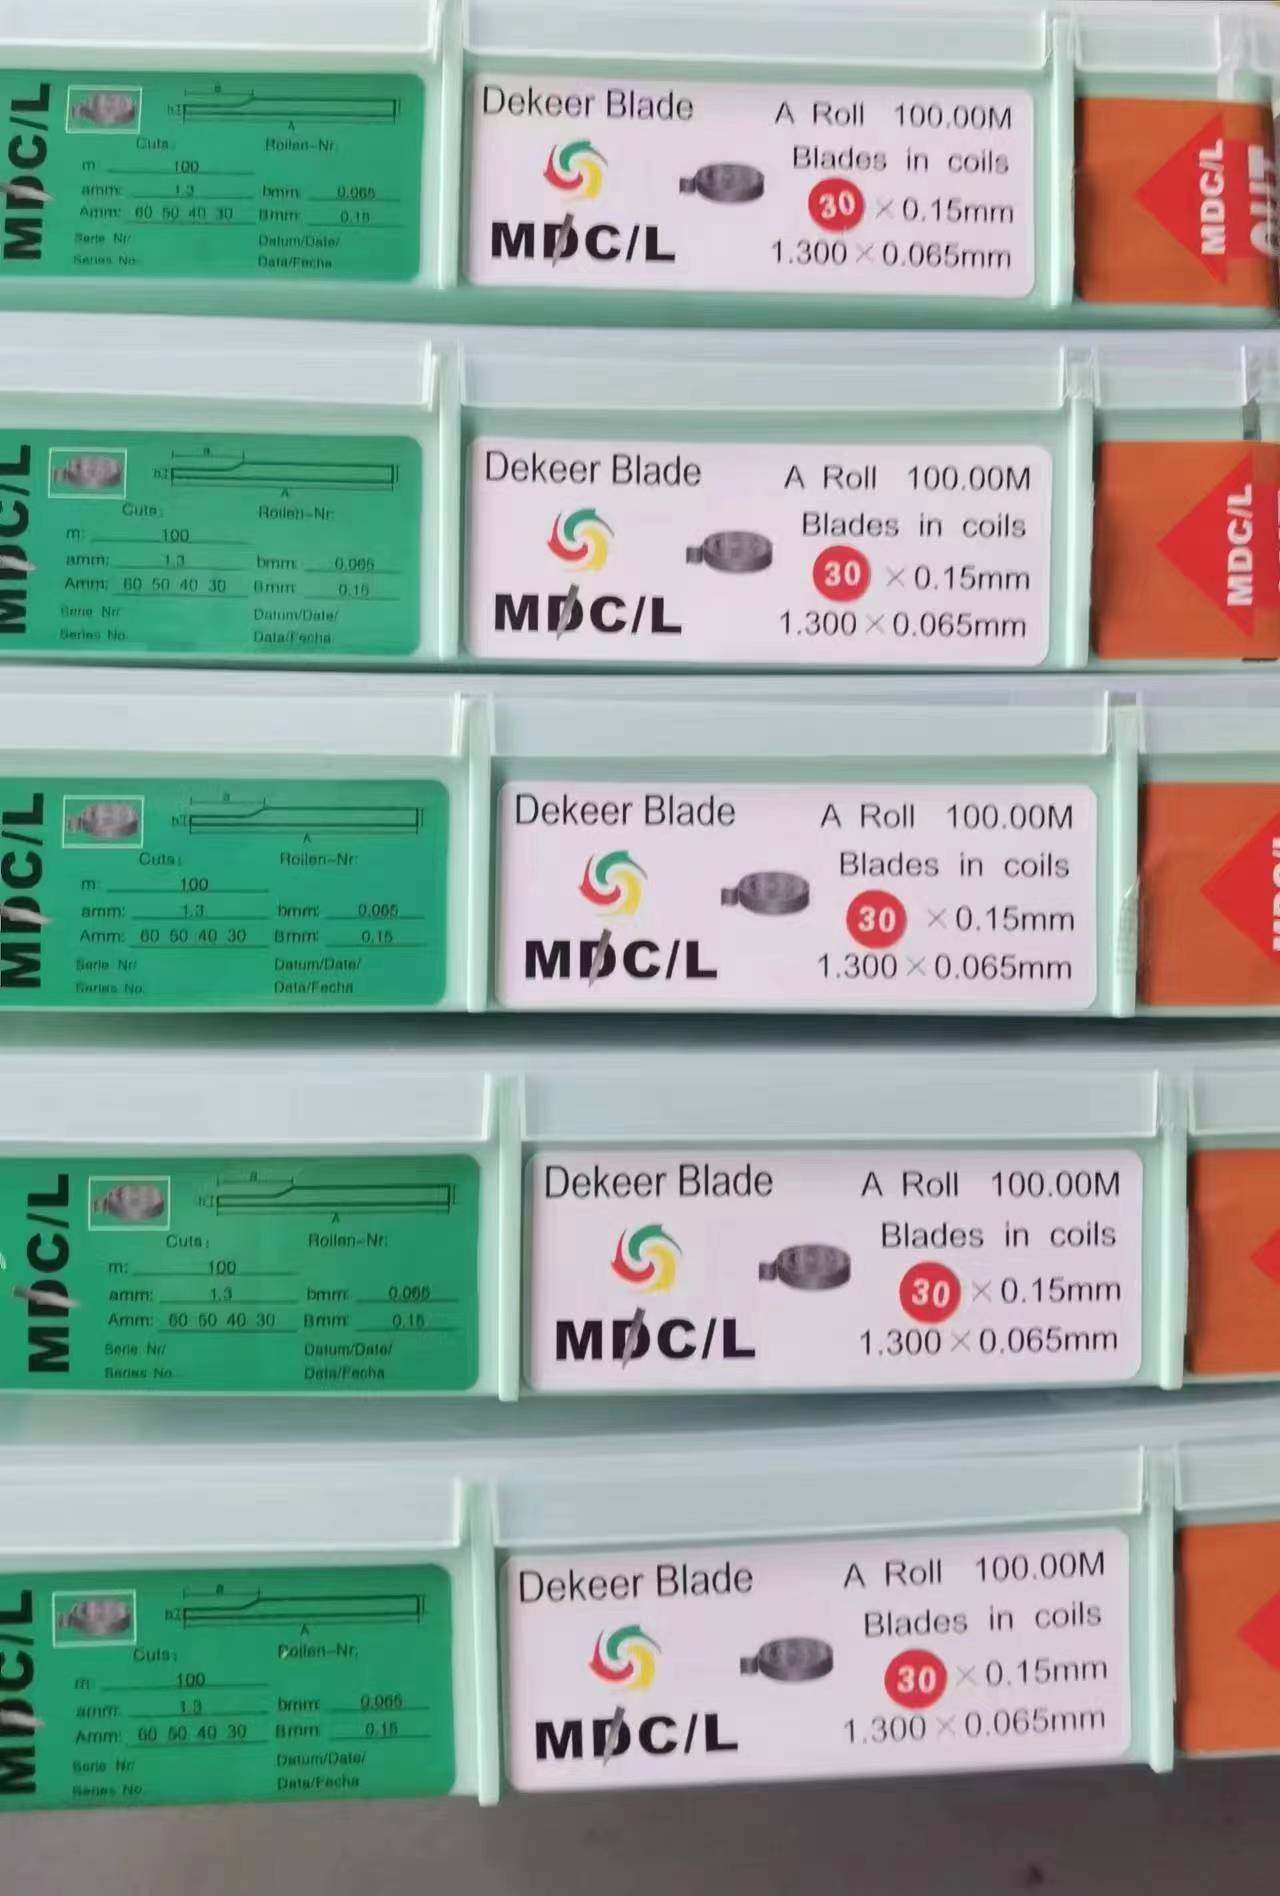 MDC/L
a
h
A
Cuts:
Rollen-Nr:
m: 100
amm: 1.3 bmm: 0.065
Amm: 60 50 40 30 Bmm: 0.15
Serie Nr/
Datum/Date/
Series No.
Data/Fecha
Dekeer Blade
MDC/L
A Roll 100.00M
Blades in coils
30 ×0.15mm
1.300×0.065mm
MDC/L
MDC/L
a
h
A
Cuts:
Rollen-Nr:
m: 100
amm: 1.3 bmm: 0.065
Amm: 60 50 40 30 Bmm: 0.15
Serie Nr/
Datum/Date/
Series No.
Data/Fecha
Dekeer Blade
MDC/L
A Roll 100.00M
Blades in coils
30 ×0.15mm
1.300×0.065mm
MDC/L
MDC/L
a
h
A
Cuts:
Rollen-Nr:
m: 100
amm: 1.3 bmm: 0.065
Amm: 60 50 40 30 Bmm: 0.15
Serie Nr/
Datum/Date/
Series No.
Data/Fecha
Dekeer Blade
MDC/L
A Roll 100.00M
Blades in coils
30 ×0.15mm
1.300×0.065mm
MDC/L
a
h
A
Cuts:
Rollen-Nr:
m: 100
amm: 1.3 bmm: 0.065
Amm: 60 50 40 30 Bmm: 0.15
Serie Nr/
Datum/Date/
Series No.
Data/Fecha
Dekeer Blade
MDC/L
A Roll 100.00M
Blades in coils
30 ×0.15mm
1.300×0.065mm
MDC/L
a
h
A
Cuts:
Rollen-Nr:
m: 100
amm: 1.3 bmm: 0.065
Amm: 60 50 40 30 Bmm: 0.15
Serie Nr/
Datum/Date/
Series No.
Data/Fecha
Dekeer Blade
MDC/L
A Roll 100.00M
Blades in coils
30 ×0.15mm
1.300×0.065mm